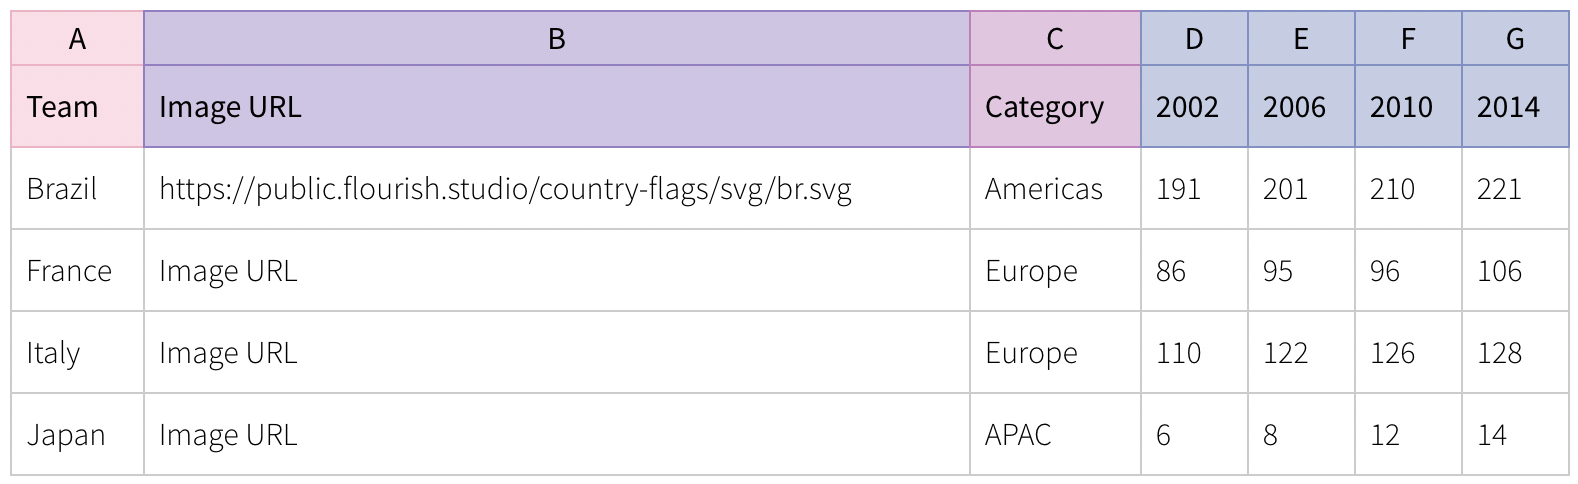 A B C D E F G
Team Image URL Category 2002 2006 2010 2014
Brazil https://public.flourish.studio/country-flags/svg/br.svg Americas 191 201 210 221
France Image URL Europe 86 95 96 106
Italy Image URL Europe 110 122 126 128
Japan Image URL APAC 6 8 12 14